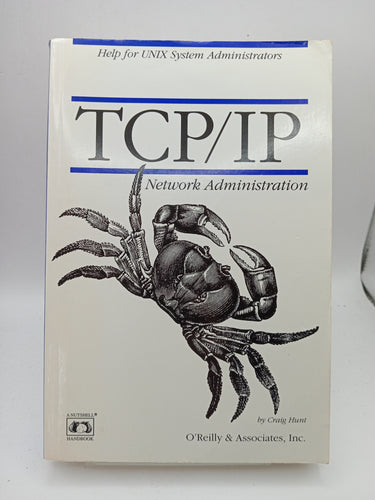 Help for UNIX System Administrators
TCP/IP
Network Administration
by Craig Hunt
A NUTSHELL®
HANDBOOK
O'Reilly & Associates, Inc.